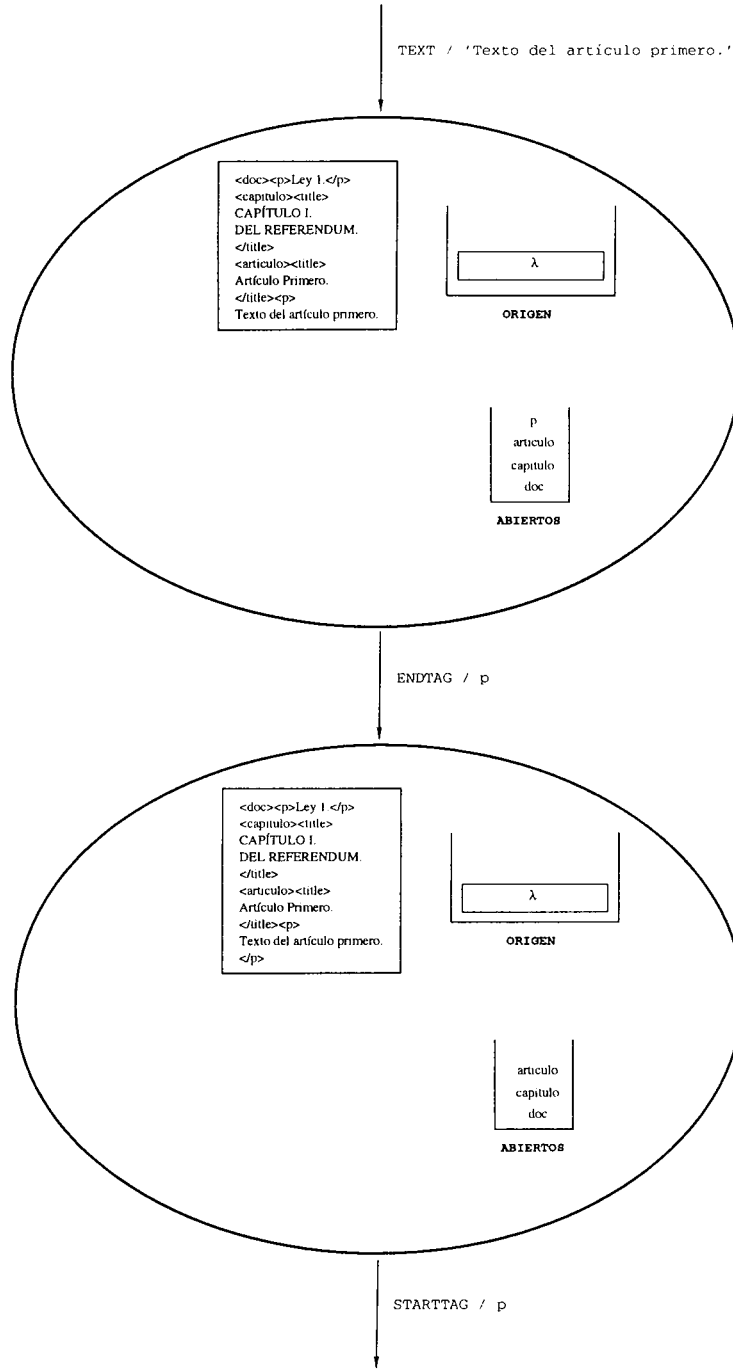 TEXT / 'Texto del artículo primero.'
<doc><p>Ley 1.</p>
<capitulo><title>
CAPÍTULO I.
DEL REFERENDUM.
</title>
<articulo><title>
Artículo Primero.
</title><p>
Texto del artículo primero.
λ
ORIGEN
p
articulo
capitulo
doc
ABIERTOS
ENDTAG / p
<doc><p>Ley 1.</p>
<capitulo><title>
CAPÍTULO I.
DEL REFERENDUM.
</title>
<articulo><title>
Artículo Primero.
</title><p>
Texto del artículo primero.
</p>
λ
ORIGEN
articulo
capitulo
doc
ABIERTOS
STARTTAG / p